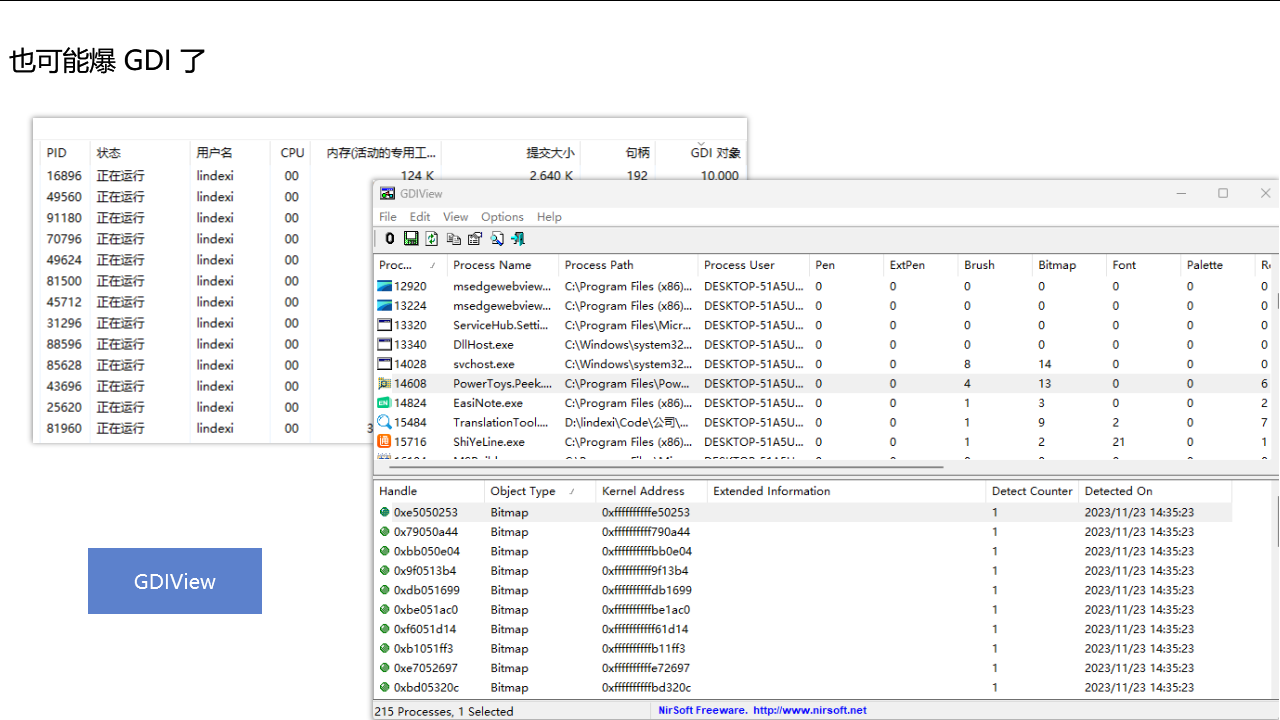 也可能爆 GDI 了
PID 状态 用户名 CPU 内存(活动的专用工... 提交大小 句柄 GDI 对象
16896 正在运行 lindexi 00 124 K 2,640 K 192 10,000
49560 正在运行 lindexi 00
91180 正在运行 lindexi 00
70796 正在运行 lindexi 00
49624 正在运行 lindexi 00
81500 正在运行 lindexi 00
45712 正在运行 lindexi 00
31296 正在运行 lindexi 00
88596 正在运行 lindexi 00
85628 正在运行 lindexi 00
43696 正在运行 lindexi 00
25620 正在运行 lindexi 00
81960 正在运行 lindexi 00 3
GDIView
GDIView
File Edit View Options Help
0
Proc... Process Name Process Path Process User Pen ExtPen Brush Bitmap Font Palette
12920 msedgewebview... C:\Program Files (x86)... DESKTOP-51A5U... 0 0 0 0 0 0 0
13224 msedgewebview... C:\Program Files (x86)... DESKTOP-51A5U... 0 0 0 0 0 0 0
13320 ServiceHub.Setti... C:\Program Files\Micr... DESKTOP-51A5U... 0 0 0 0 0 0 0
13340 DllHost.exe C:\Windows\system32... DESKTOP-51A5U... 0 0 0 0 0 0 0
14028 svchost.exe C:\Windows\system32... DESKTOP-51A5U... 0 0 8 14 0 0 0
14608 PowerToys.Peek.... C:\Program Files\Pow... DESKTOP-51A5U... 0 0 4 13 0 0 6
14824 EasiNote.exe C:\Program Files (x86)... DESKTOP-51A5U... 0 0 1 3 0 0 2
15484 TranslationTool.... D:\lindexi\Code\公司\... DESKTOP-51A5U... 0 0 1 9 2 0 7
15716 ShiYeLine.exe C:\Program Files (x86)... DESKTOP-51A5U... 0 0 1 2 21 0 1
Handle Object Type Kernel Address Extended Information Detect Counter Detected On
0xe5050253 Bitmap 0xffffffffffe50253 1 2023/11/23 14:35:23
0x79050a44 Bitmap 0xffffffffff790a44 1 2023/11/23 14:35:23
0xbb050e04 Bitmap 0xffffffffffbb0e04 1 2023/11/23 14:35:23
0x9f0513b4 Bitmap 0xffffffffff9f13b4 1 2023/11/23 14:35:23
0xdb051699 Bitmap 0xffffffffffdb1699 1 2023/11/23 14:35:23
0xbe051ac0 Bitmap 0xffffffffffbe1ac0 1 2023/11/23 14:35:23
0xf6051d14 Bitmap 0xfffffffffff61d14 1 2023/11/23 14:35:23
0xb1051ff3 Bitmap 0xffffffffffb11ff3 1 2023/11/23 14:35:23
0xe7052697 Bitmap 0xffffffffffe72697 1 2023/11/23 14:35:23
0xbd05320c Bitmap 0xffffffffffbd320c 1 2023/11/23 14:35:23
215 Processes, 1 Selected NirSoft Freeware. http://www.nirsoft.net